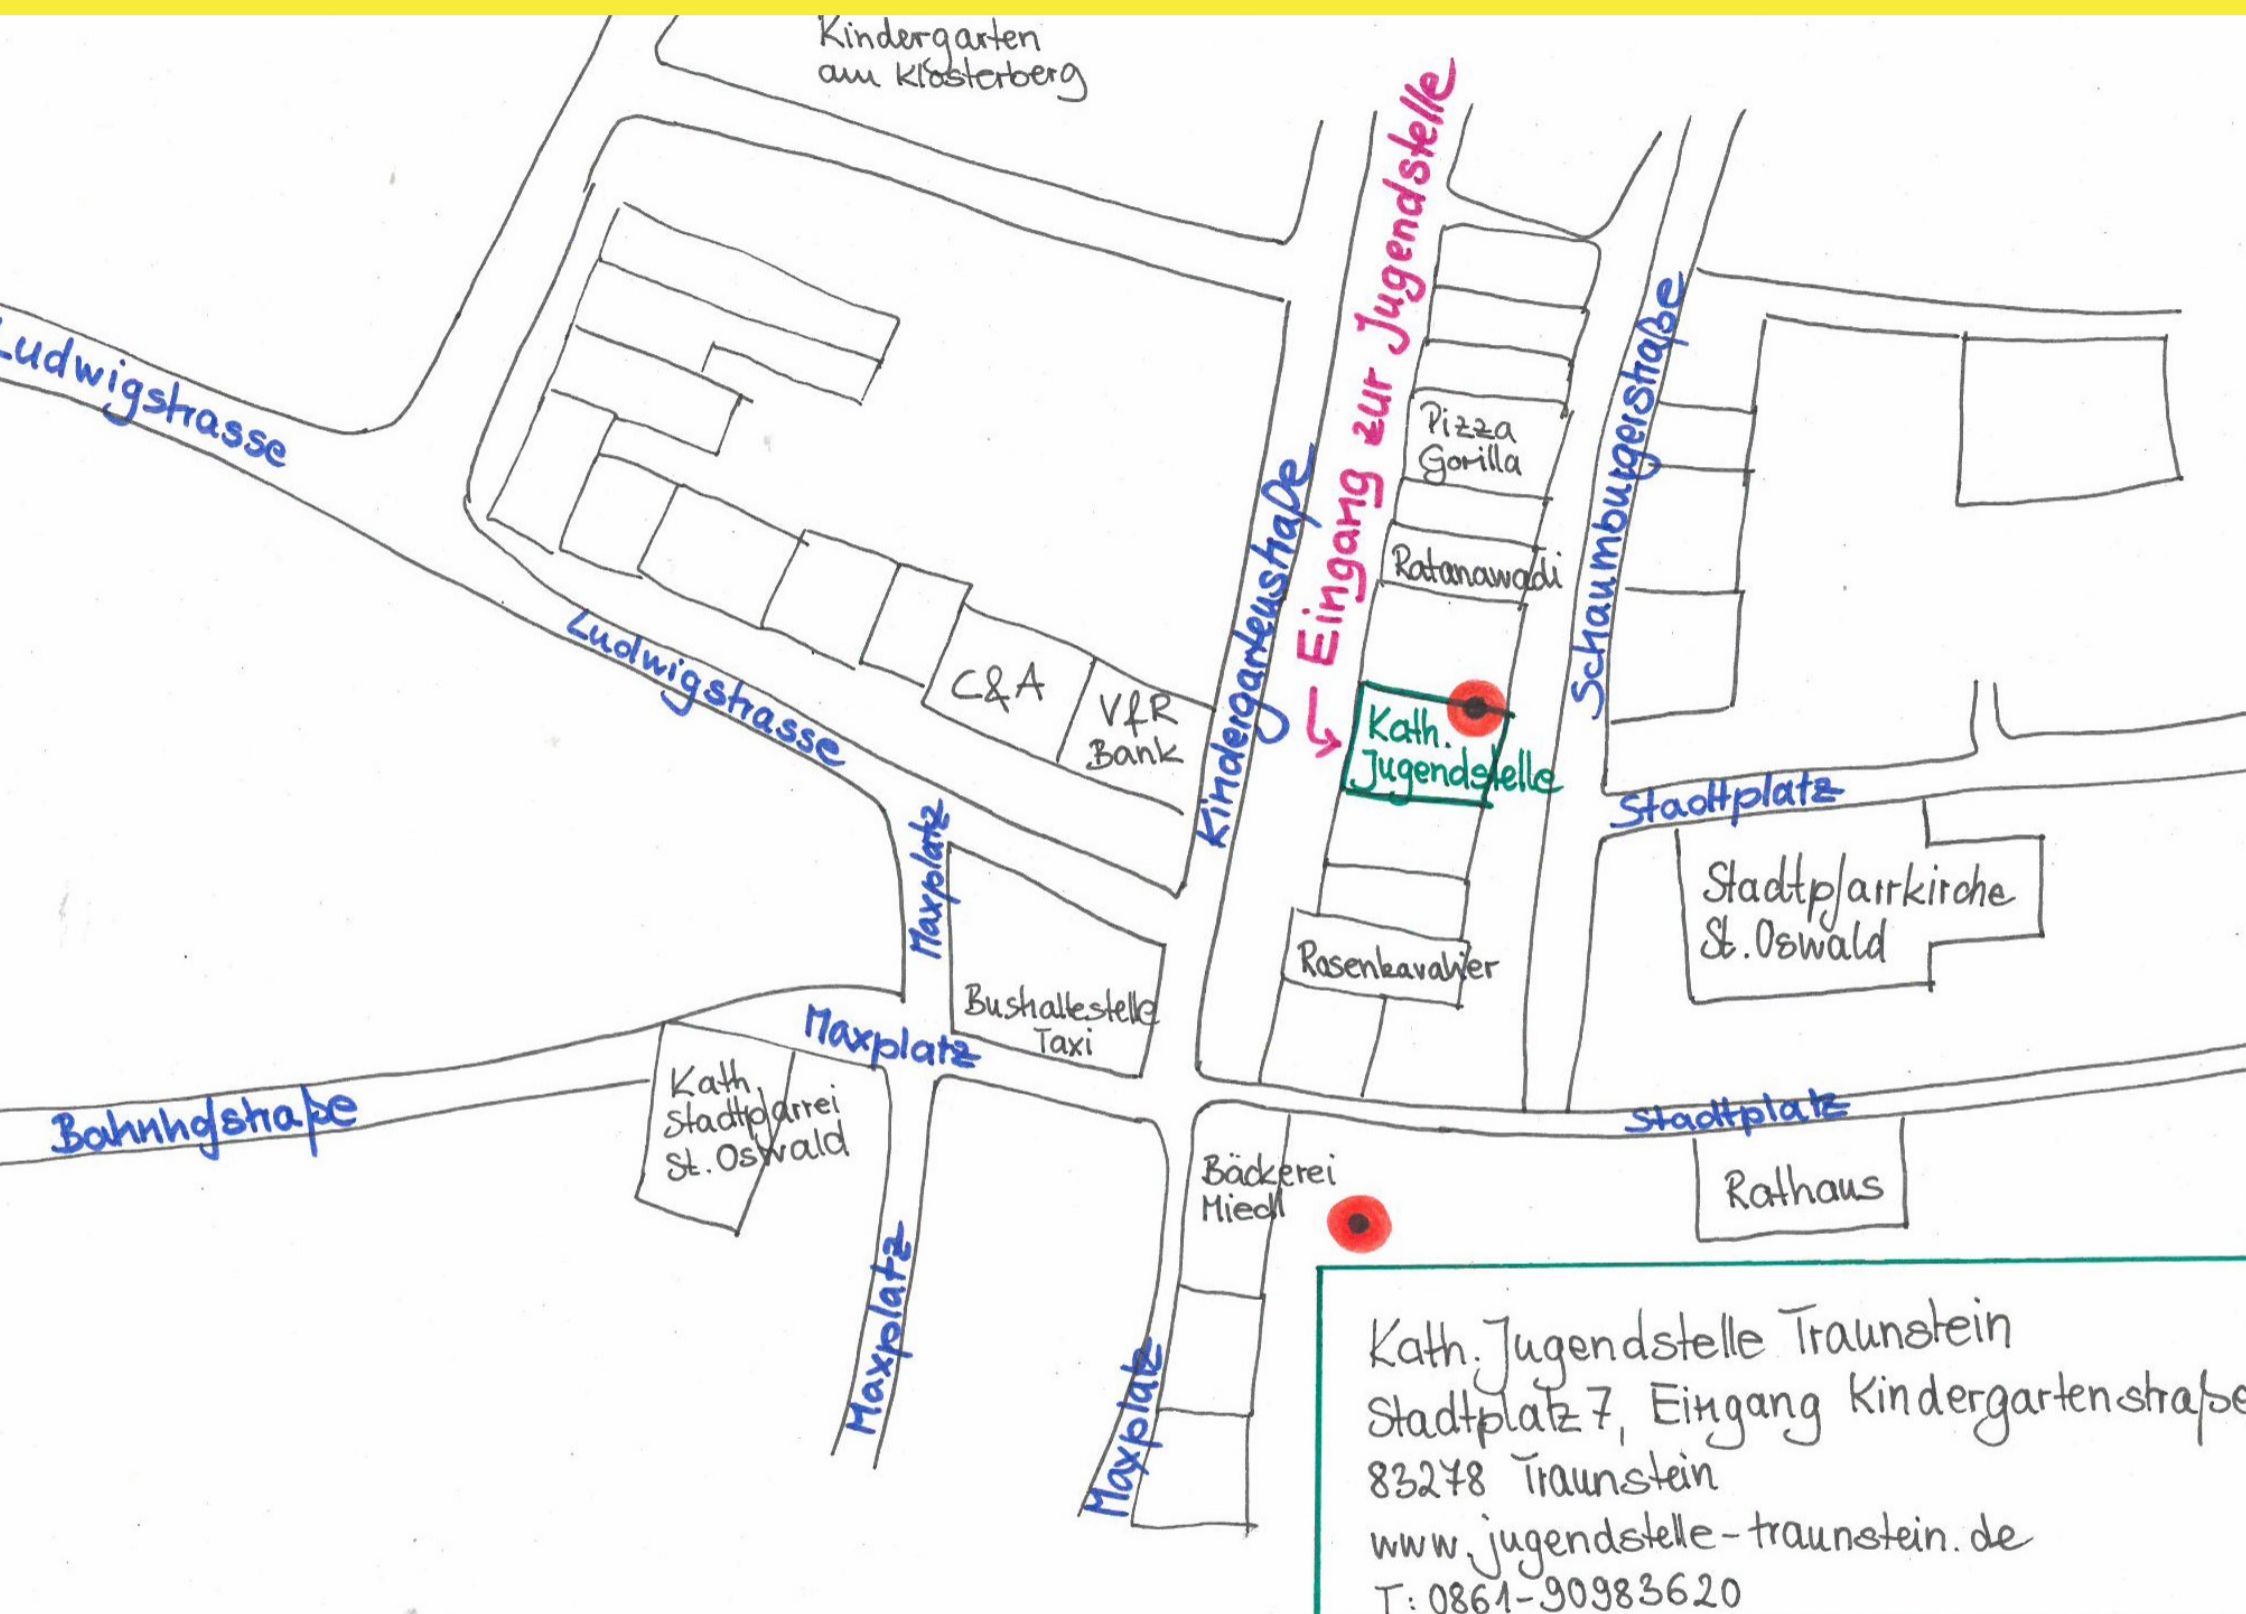 Kindergarten
am Klosterberg
Eingang zur Jugendstelle
Ludwigstrasse
Schaumburgerstraße
Pizza
Gorilla
Kindergartenstraße
Ratanawadi
Ludwigstrasse
C&A
V&R
Bank
Kath.
Jugendstelle
Stadtplatz
Maxplatz
Stadtpfarrkirche
St. Oswald
Rosenkavalier
Bushaltestelle
Taxi
Maxplatz
Bahnhofstraße
Kath.
Stadtpfarrei
St. Oswald
Stadtplatz
Bäckerei
Miedl
Rathaus
Maxplatz
Maxplatz
Kath. Jugendstelle Traunstein
Stadtplatz 7, Eingang Kindergartenstraße
83278 Traunstein
www.jugendstelle-traunstein.de
T: 0861-90983620